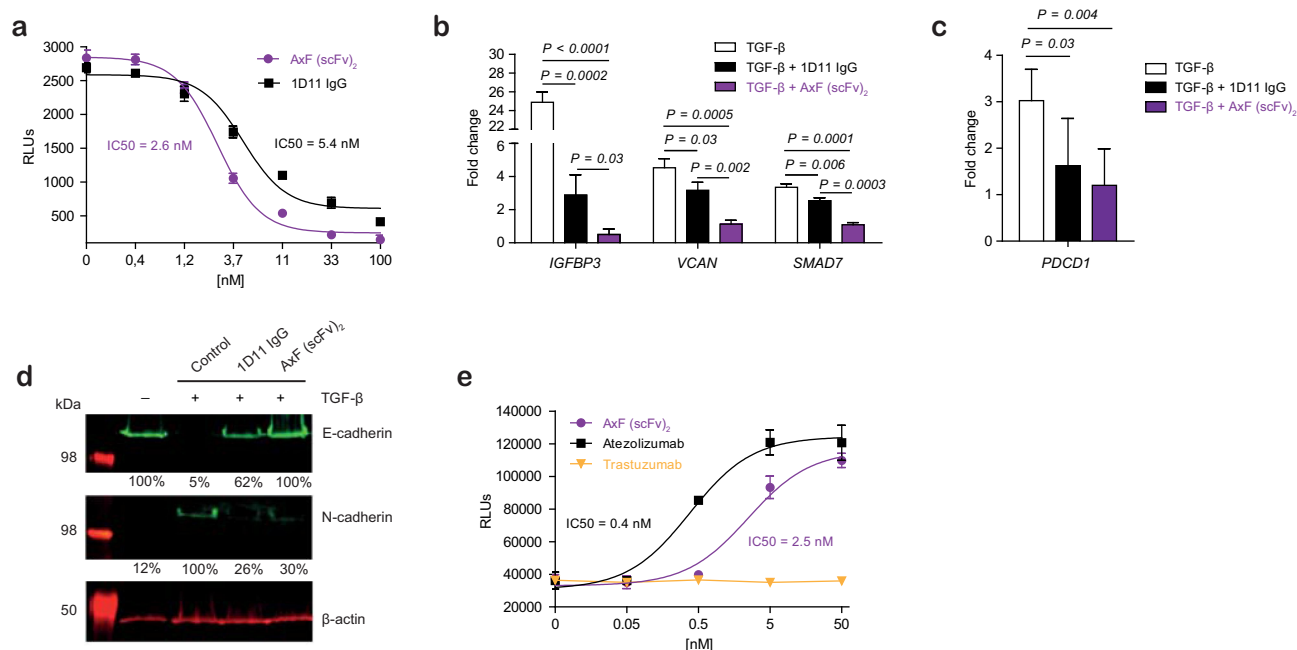 a
3000
2500
2000
1500
1000
500
RLUs
AxF (scFv)₂
1D11 IgG
IC50 = 2.6 nM
IC50 = 5.4 nM
0 0,4 1,2 3,7 11 33 100
[nM]
b
30
28
26
24
22
6
4
2
0
Fold change
P < 0.0001
P = 0.0002
P = 0.03
P = 0.0005
P = 0.03
P = 0.002
P = 0.0001
P = 0.006
P = 0.0003
TGF-β
TGF-β + 1D11 IgG
TGF-β + AxF (scFv)₂
IGFBP3 VCAN SMAD7
c
4
3
2
1
0
Fold change
P = 0.004
P = 0.03
TGF-β
TGF-β + 1D11 IgG
TGF-β + AxF (scFv)₂
PDCD1
d
Control 1D11 IgG AxF (scFv)₂
kDa – + + + TGF-β
E-cadherin
98
100% 5% 62% 100%
N-cadherin
98
12% 100% 26% 30%
50
β-actin
e
140000
120000
100000
80000
60000
40000
20000
RLUs
AxF (scFv)₂
Atezolizumab
Trastuzumab
IC50 = 0.4 nM
IC50 = 2.5 nM
0 0.05 0.5 5 50
[nM]